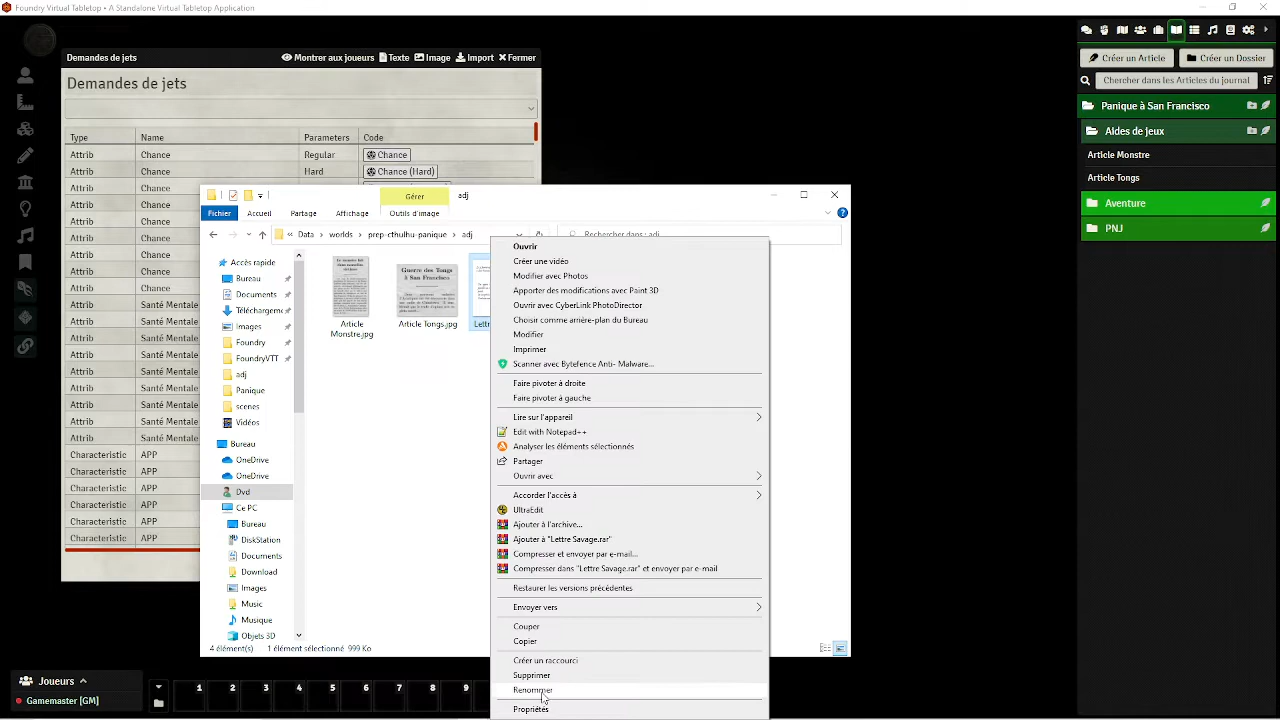 Foundry Virtual Tabletop - A Standalone Virtual Tabletop Application
Demandes de jets
Montrer aux joueurs
Texte
Image
Import
Fermer
Demandes de jets
Type Name Parameters Code
Attrib Chance Regular Chance
Attrib Chance Hard Chance (Hard)
Attrib Chance
Attrib Chance
Attrib Chance
Attrib Chance
Attrib Chance
Attrib Chance
Attrib Chance
Attrib Santé Mentale
Attrib Santé Mentale
Attrib Santé Mentale
Attrib Santé Mentale
Attrib Santé Mentale
Attrib Santé Mentale
Attrib Santé Mentale
Attrib Santé Mentale
Attrib Santé Mentale
Characteristic APP
Characteristic APP
Characteristic APP
Characteristic APP
Characteristic APP
Characteristic APP
Gérer
adj
Fichier
Accueil
Partage
Affichage
Outils d'image
« Data › worlds › prep-cthulhu-panique › adj
Rechercher dans : adj
Accès rapide
Bureau
Documents
Téléchargeme
Images
Foundry
FoundryVTT
adj
Panique
scenes
Vidéos
Bureau
OneDrive
OneDrive
Dvd
Ce PC
Bureau
DiskStation
Documents
Download
Images
Music
Musique
Objets 3D
Guerre des Tongs
à San Francisco
Article
Monstre.jpg
Article Tongs.jpg
Lettr
4 élément(s) 1 élément sélectionné 999 Ko
Ouvrir
Créer une vidéo
Modifier avec Photos
Apporter des modifications avec Paint 3D
Ouvrir avec CyberLink PhotoDirector
Choisir comme arrière-plan du Bureau
Modifier
Imprimer
Scanner avec Bytefence Anti- Malware...
Faire pivoter à droite
Faire pivoter à gauche
Lire sur l'appareil
Edit with Notepad++
Analyser les éléments sélectionnés
Partager
Ouvrir avec
Accorder l'accès à
UltraEdit
Ajouter à l'archive...
Ajouter à "Lettre Savage.rar"
Compresser et envoyer par e-mail...
Compresser dans "Lettre Savage.rar" et envoyer par e-mail
Restaurer les versions précédentes
Envoyer vers
Couper
Copier
Créer un raccourci
Supprimer
Renommer
Propriétés
Créer un Article
Créer un Dossier
Chercher dans les Articles du journal
Panique à San Francisco
Aides de jeux
Article Monstre
Article Tongs
Aventure
PNJ
Joueurs
Gamemaster [GM]
1 2 3 4 5 6 7 8 9